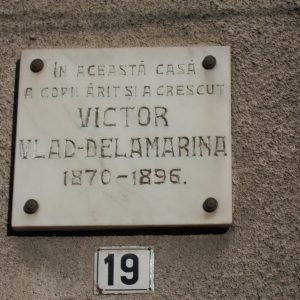 ÎN ACEASTĂ CASĂ
A COPILĂRIT ȘI A CRESCUT
VICTOR
VLAD-DELAMARINA
1870-1896.
19